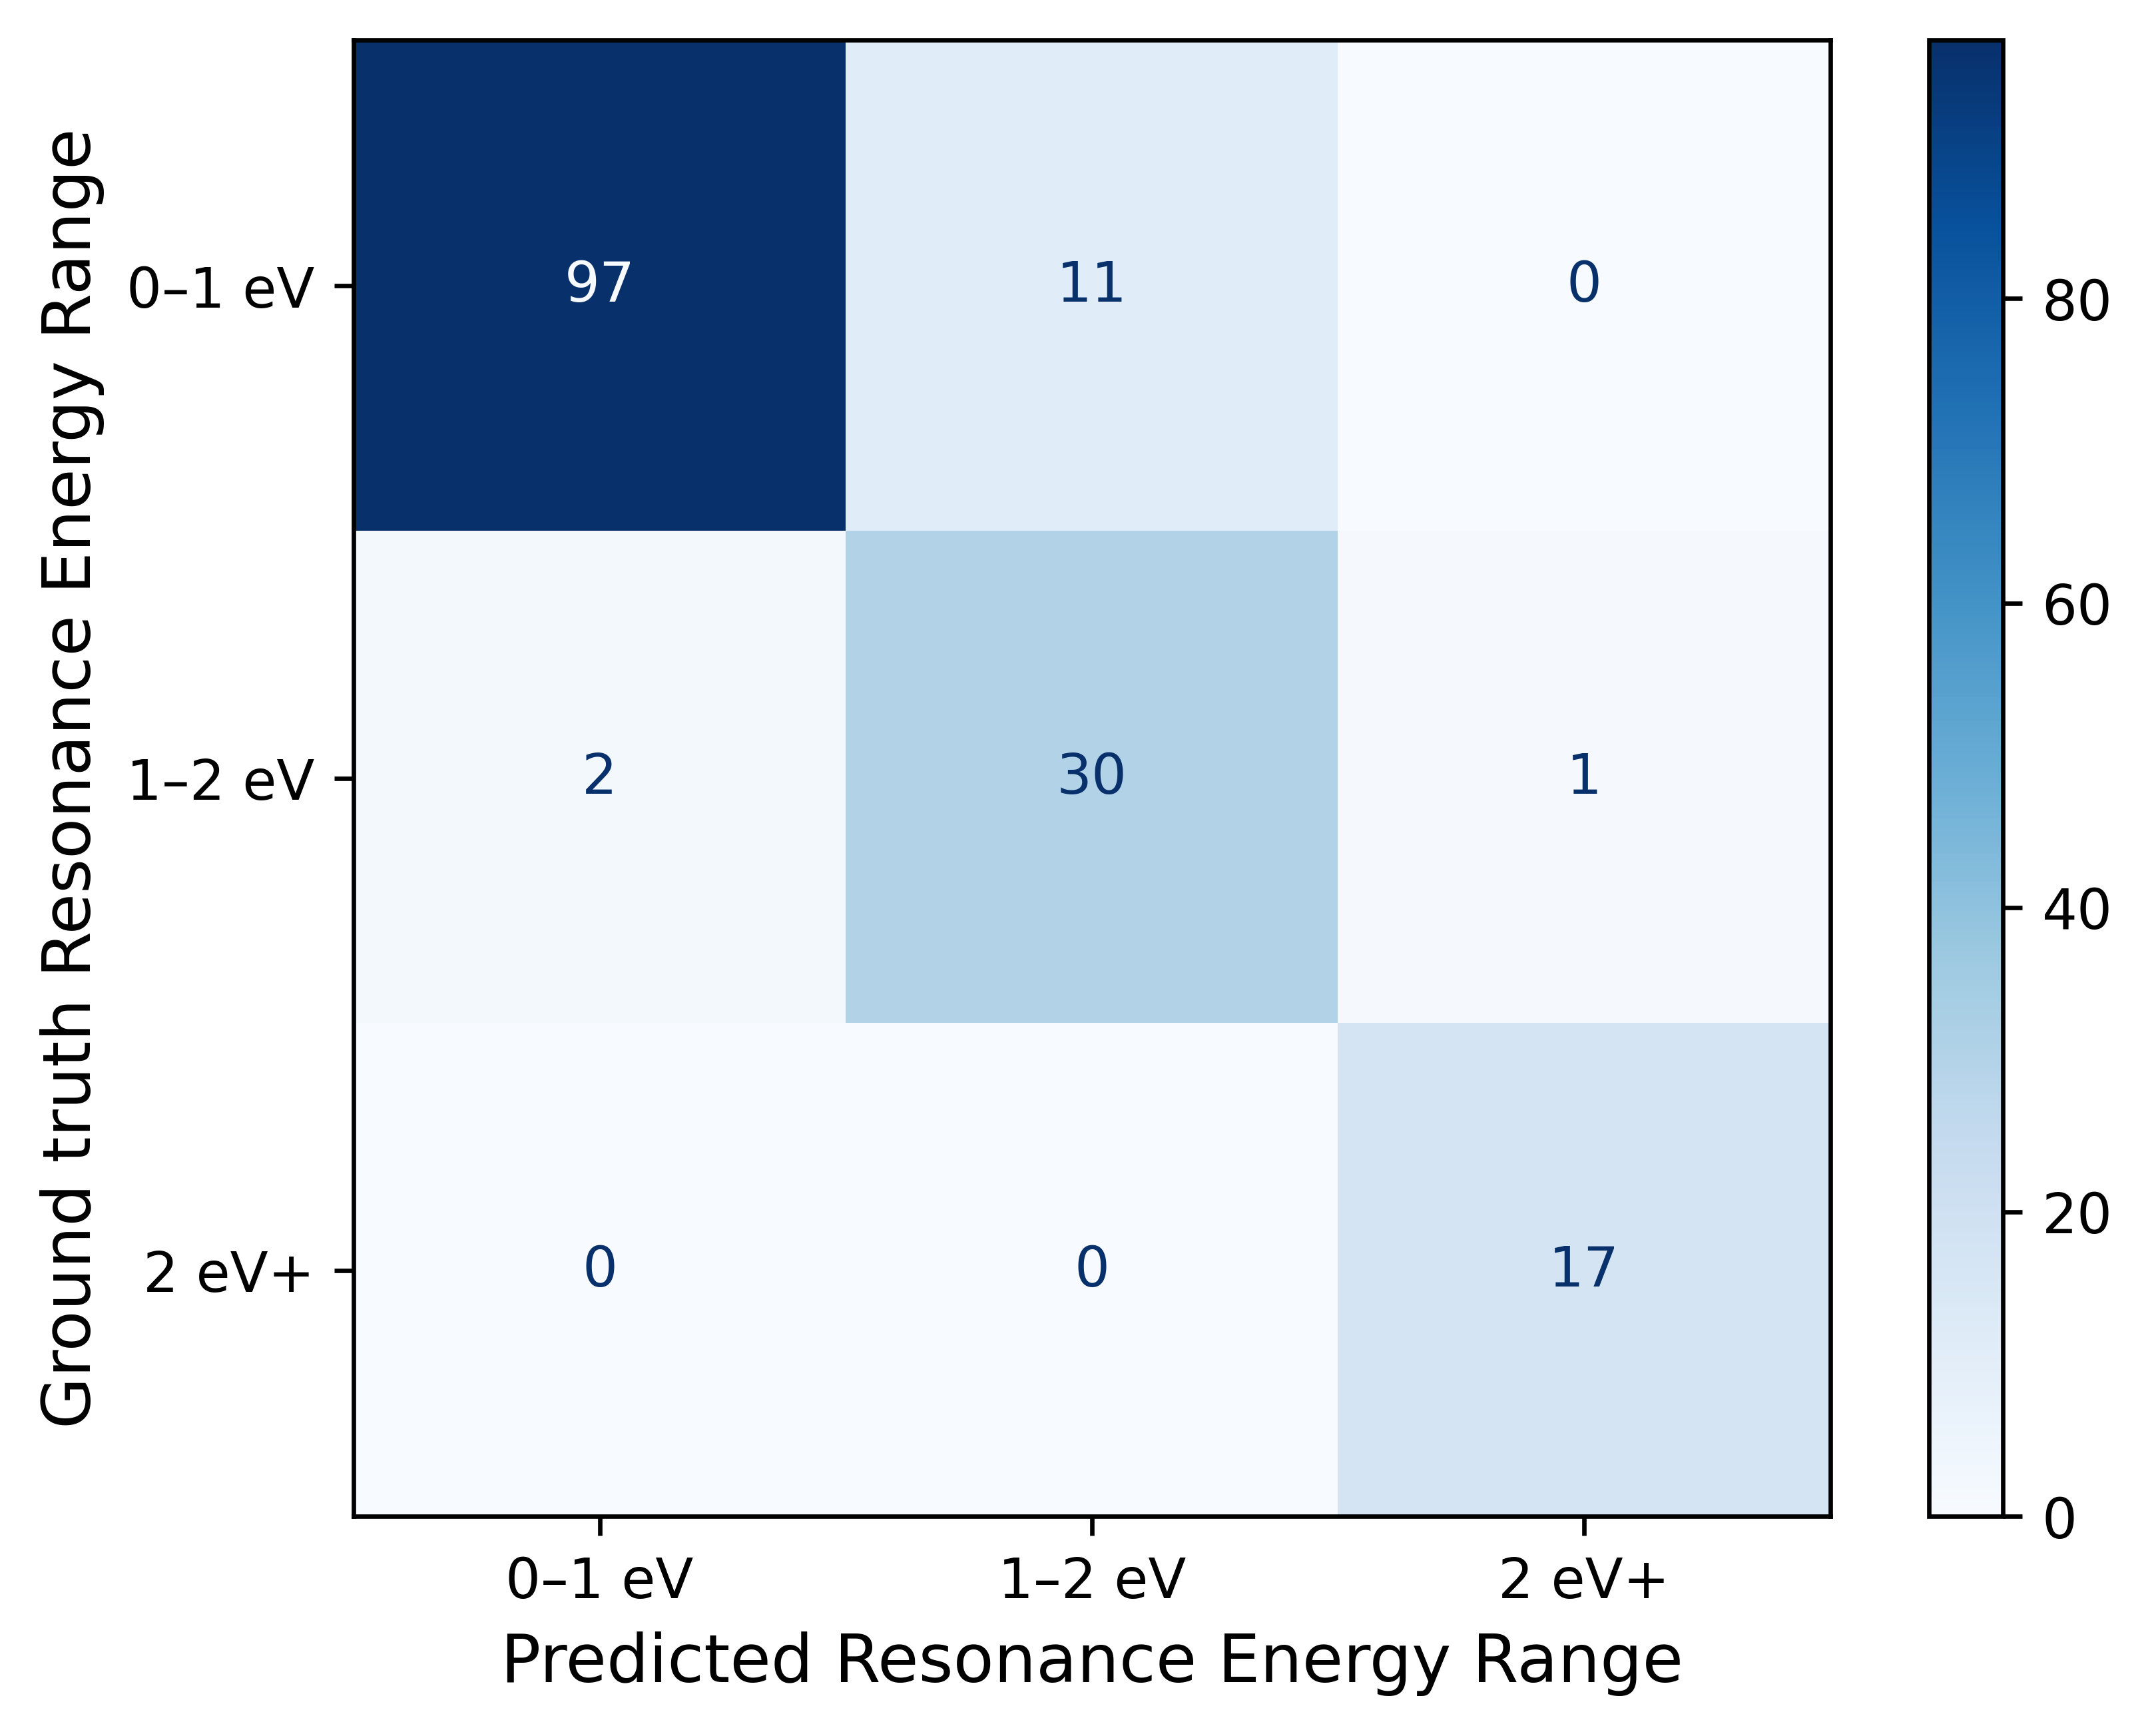 Ground truth Resonance Energy Range
0–1 eV
97
11
0
1–2 eV
2
30
1
2 eV+
0
0
17
0–1 eV
1–2 eV
2 eV+
Predicted Resonance Energy Range
80
60
40
20
0